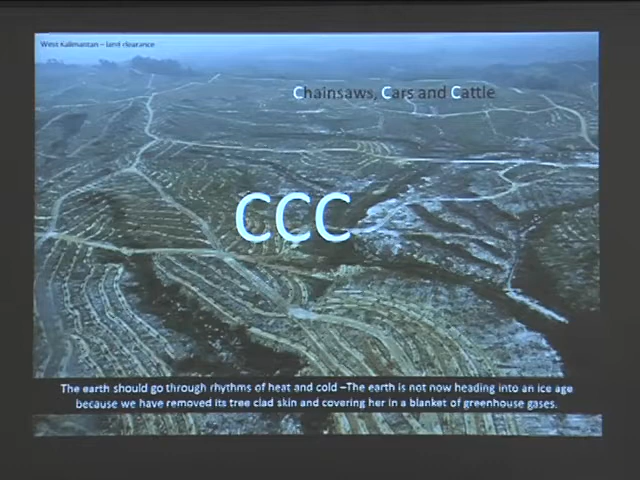 West Kalimantan – land clearance
Chainsaws, Cars and Cattle
CCC
The earth should go through rhythms of heat and cold –The earth is not now heading into an ice age
because we have removed its tree clad skin and covering her in a blanket of greenhouse gases.